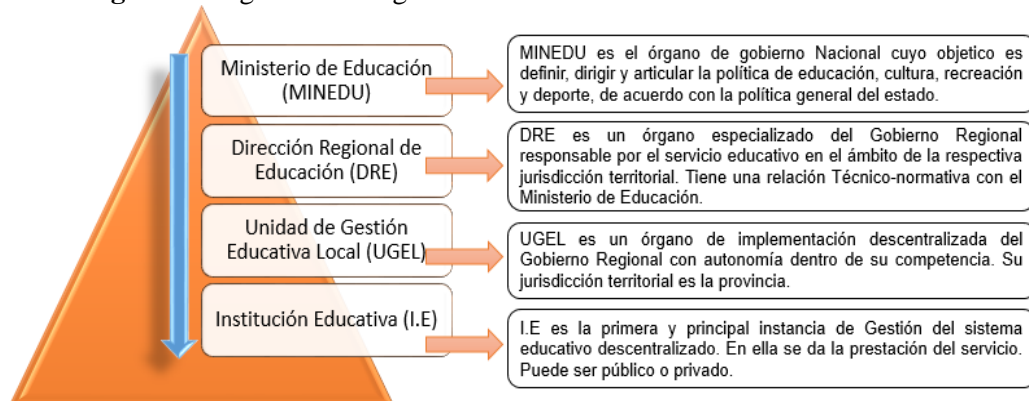 Ministerio de Educación
(MINEDU)
MINEDU es el órgano de gobierno Nacional cuyo objetico es
definir, dirigir y articular la política de educación, cultura, recreación
y deporte, de acuerdo con la política general del estado.
Dirección Regional de
Educación (DRE)
DRE es un órgano especializado del Gobierno Regional
responsable por el servicio educativo en el ámbito de la respectiva
jurisdicción territorial. Tiene una relación Técnico-normativa con el
Ministerio de Educación.
Unidad de Gestión
Educativa Local (UGEL)
UGEL es un órgano de implementación descentralizada del
Gobierno Regional con autonomía dentro de su competencia. Su
jurisdicción territorial es la provincia.
Institución Educativa (I.E)
I.E es la primera y principal instancia de Gestión del sistema
educativo descentralizado. En ella se da la prestación del servicio.
Puede ser público o privado.